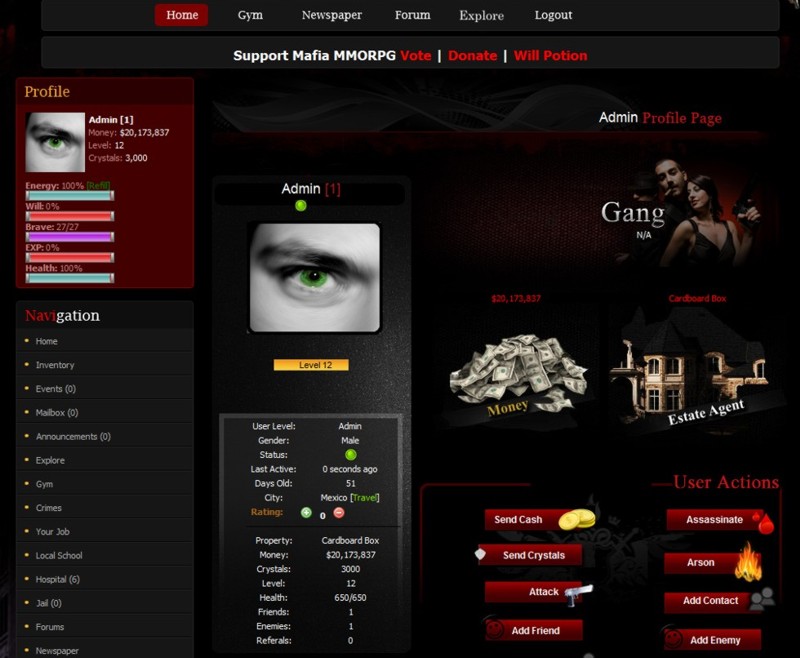 Home Gym Newspaper Forum Explore Logout
Support Mafia MMORPG Vote | Donate | Will Potion
Profile
Admin [1]
Money: $20,173,837
Level: 12
Crystals: 3,000
Energy: 100% [Refil]
Will: 0%
Brave: 27/27
EXP: 0%
Health: 100%
Navigation
Home
Inventory
Events (0)
Mailbox (0)
Announcements (0)
Explore
Gym
Crimes
Your Job
Local School
Hospital (6)
Jail (0)
Forums
Newspaper
Admin Profile Page
Admin [1]
Level 12
User Level: Admin
Gender: Male
Status:
Last Active: 0 seconds ago
Days Old: 51
City: Mexico [Travel]
Rating: 0
Property: Cardboard Box
Money: $20,173,837
Crystals: 3000
Level: 12
Health: 650/650
Friends: 1
Enemies: 1
Referals: 0
Gang
N/A
$20,173,837
Money
Cardboard Box
Estate Agent
User Actions
Send Cash
Assassinate
Send Crystals
Arson
Attack
Add Contact
Add Friend
Add Enemy